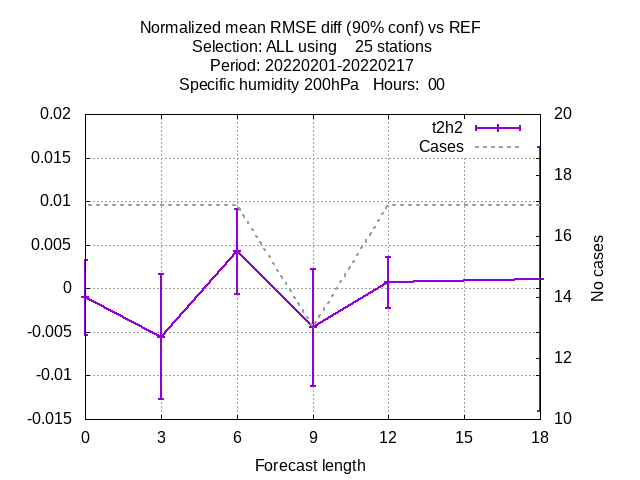 Normalized mean RMSE diff (90% conf) vs REF
Selection: ALL using    25 stations
Period: 20220201-20220217
Specific humidity 200hPa   Hours:  00
t2h2
Cases
0.02
0.015
0.01
0.005
0
-0.005
-0.01
-0.015
20
18
16
14
12
10
No cases
0 3 6 9 12 15 18
Forecast length